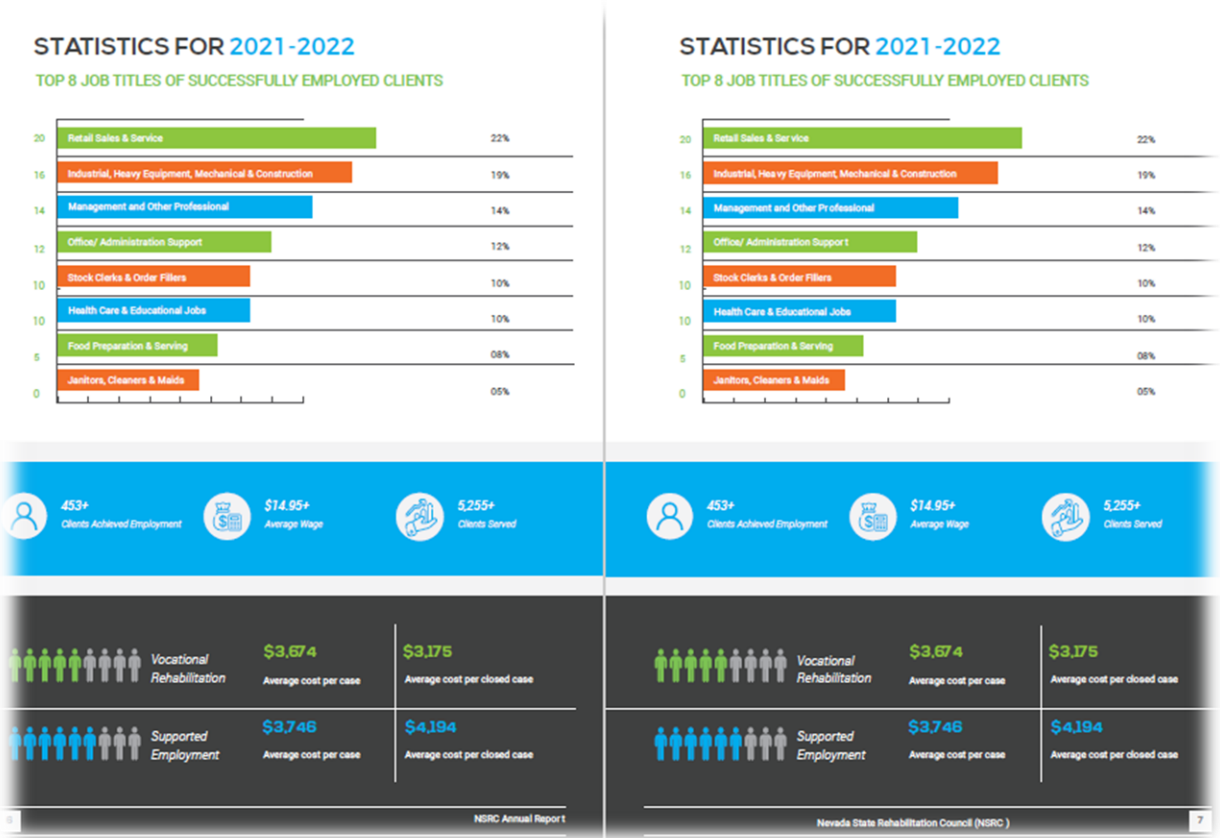 STATISTICS FOR 2021-2022
TOP 8 JOB TITLES OF SUCCESSFULLY EMPLOYED CLIENTS
20 Retail Sales & Service 22%
16 Industrial, Heavy Equipment, Mechanical & Construction 19%
14 Management and Other Professional 14%
12 Office/ Administration Support 12%
10 Stock Clerks & Order Fillers 10%
10 Health Care & Educational Jobs 10%
5 Food Preparation & Serving 08%
0 Janitors, Cleaners & Maids 05%
453+ $14.95+ 5,255+
Clients Achieved Employment Average Wage Clients Served
Vocational Rehabilitation
$3,674 $3,175
Average cost per case Average cost per closed case
Supported Employment
$3,746 $4,194
Average cost per case Average cost per closed case
6 NSRC Annual Report
STATISTICS FOR 2021-2022
TOP 8 JOB TITLES OF SUCCESSFULLY EMPLOYED CLIENTS
20 Retail Sales & Service 22%
16 Industrial, Heavy Equipment, Mechanical & Construction 19%
14 Management and Other Professional 14%
12 Office/ Administration Support 12%
10 Stock Clerks & Order Fillers 10%
10 Health Care & Educational Jobs 10%
5 Food Preparation & Serving 08%
0 Janitors, Cleaners & Maids 05%
453+ $14.95+ 5,255+
Clients Achieved Employment Average Wage Clients Served
Vocational Rehabilitation
$3,674 $3,175
Average cost per case Average cost per closed case
Supported Employment
$3,746 $4,194
Average cost per case Average cost per closed case
Nevada State Rehabilitation Council (NSRC ) 7